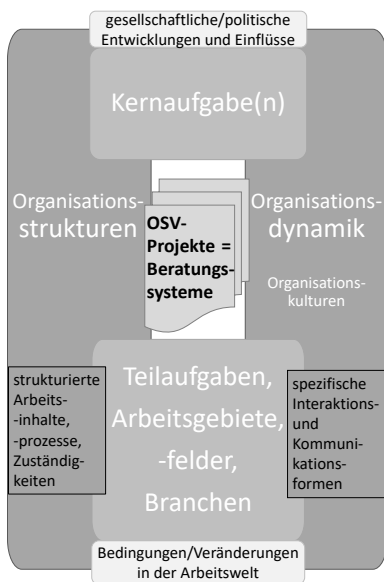 gesellschaftliche/politische
Entwicklungen und Einflüsse
Kernaufgabe(n)
Organisations-
strukturen
OSV-
Projekte =
Beratungs-
systeme
Organisations-
dynamik
Organisations-
kulturen
strukturierte
Arbeits-
-inhalte,
-prozesse,
Zuständig-
keiten
Teilaufgaben,
Arbeitsgebiete,
-felder,
Branchen
spezifische
Interaktions-
und
Kommuni-
kations-
formen
Bedingungen/Veränderungen
in der Arbeitswelt